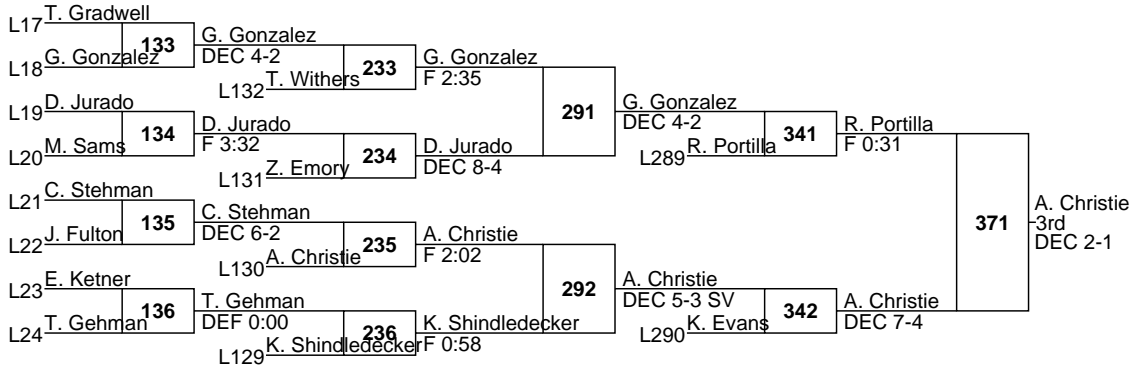 T. Gradwell
L17
133
G. Gonzalez
L18
G. Gonzalez
DEC 4-2
233
G. Gonzalez
F 2:35
T. Withers
L132
D. Jurado
L19
134
M. Sams
L20
D. Jurado
F 3:32
234
D. Jurado
DEC 8-4
Z. Emory
L131
291
G. Gonzalez
DEC 4-2
341
R. Portilla
L289
R. Portilla
F 0:31
C. Stehman
L21
135
J. Fulton
L22
C. Stehman
DEC 6-2
235
A. Christie
F 2:02
A. Christie
L130
E. Ketner
L23
136
T. Gehman
L24
T. Gehman
DEF 0:00
236
K. Shindledecker
F 0:58
K. Shindledecker
L129
292
A. Christie
DEC 5-3 SV
342
K. Evans
L290
A. Christie
DEC 7-4
371
A. Christie
3rd
DEC 2-1